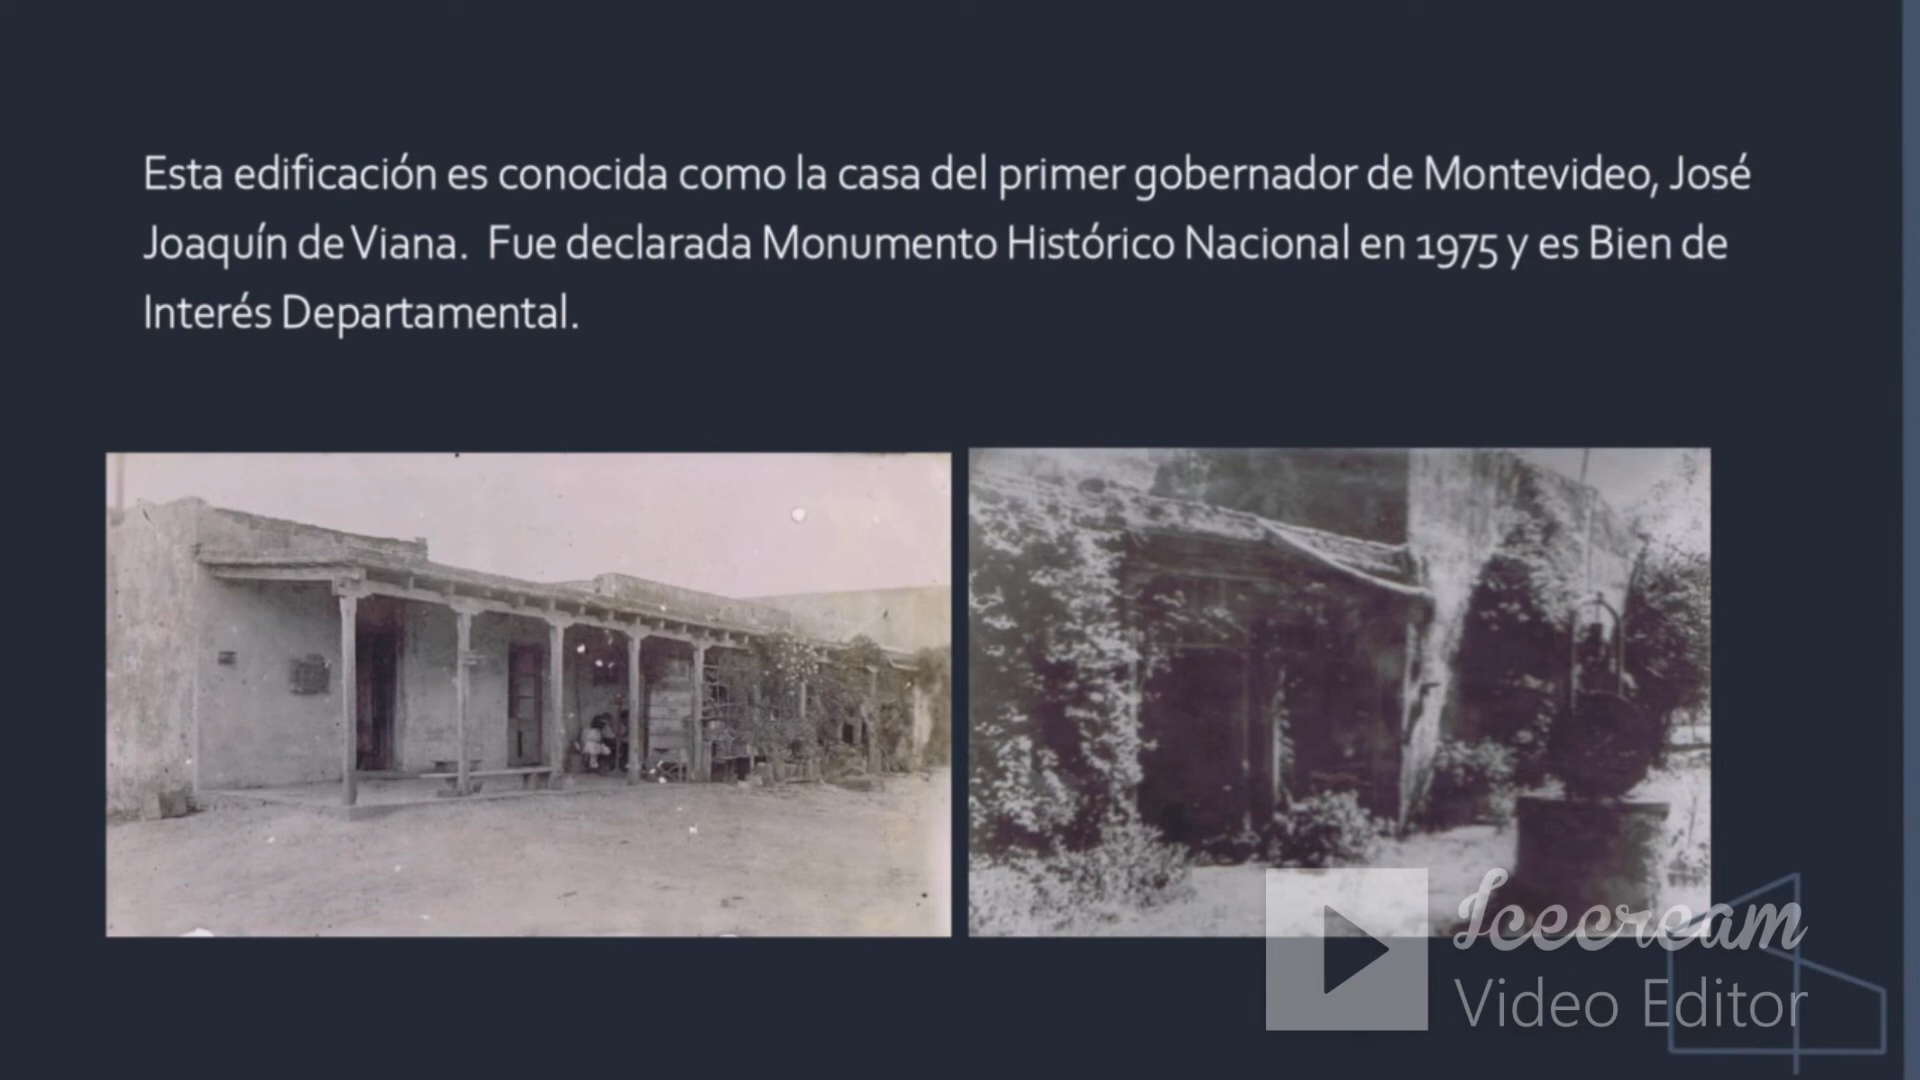 Esta edificación es conocida como la casa del primer gobernador de Montevideo, José
Joaquín de Viana. Fue declarada Monumento Histórico Nacional en 1975 y es Bien de
Interés Departamental.
Icecream
Video Editor